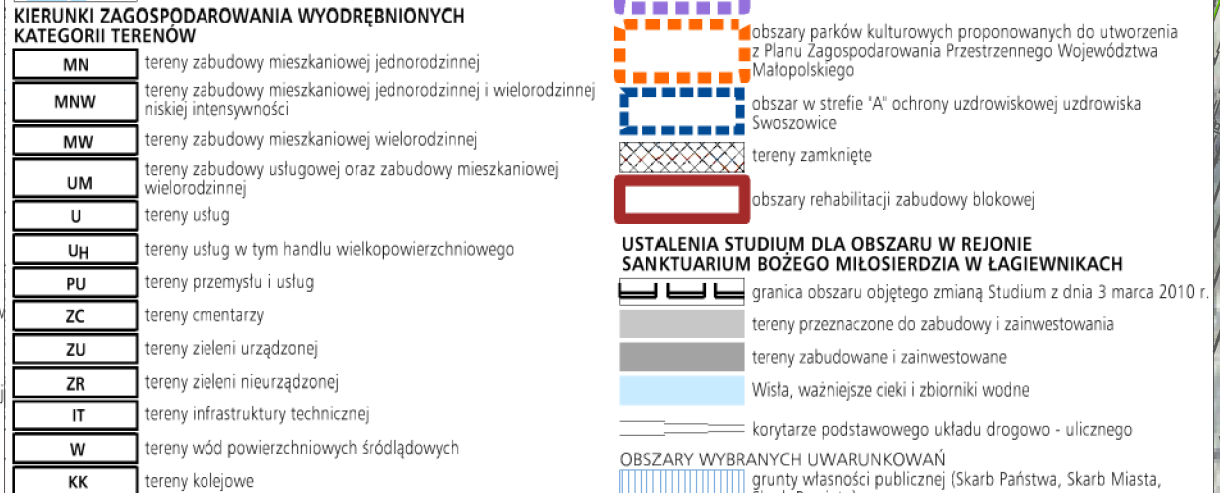 KIERUNKI ZAGOSPODAROWANIA WYODRĘBNIONYCH
KATEGORII TERENÓW
MN tereny zabudowy mieszkaniowej jednorodzinnej
MNW tereny zabudowy mieszkaniowej jednorodzinnej i wielorodzinnej
niskiej intensywności
MW tereny zabudowy mieszkaniowej wielorodzinnej
UM tereny zabudowy usługowej oraz zabudowy mieszkaniowej
wielorodzinnej
U tereny usług
UH tereny usług w tym handlu wielkopowierzchniowego
PU tereny przemysłu i usług
ZC tereny cmentarzy
ZU tereny zieleni urządzonej
ZR tereny zieleni nieurządzonej
IT tereny infrastruktury technicznej
W tereny wód powierzchniowych śródlądowych
KK tereny kolejowe
obszary parków kulturowych proponowanych do utworzenia
z Planu Zagospodarowania Przestrzennego Województwa
Małopolskiego
obszar w strefie "A" ochrony uzdrowiskowej uzdrowiska
Swoszowice
tereny zamknięte
obszary rehabilitacji zabudowy blokowej
USTALENIA STUDIUM DLA OBSZARU W REJONIE
SANKTUARIUM BOŻEGO MIŁOSIERDZIA W ŁAGIEWNIKACH
granica obszaru objętego zmianą Studium z dnia 3 marca 2010 r.
tereny przeznaczone do zabudowy i zainwestowania
tereny zabudowane i zainwestowane
Wisła, ważniejsze cieki i zbiorniki wodne
korytarze podstawowego układu drogowo - ulicznego
OBSZARY WYBRANYCH UWARUNKOWAŃ
grunty własności publicznej (Skarb Państwa, Skarb Miasta,